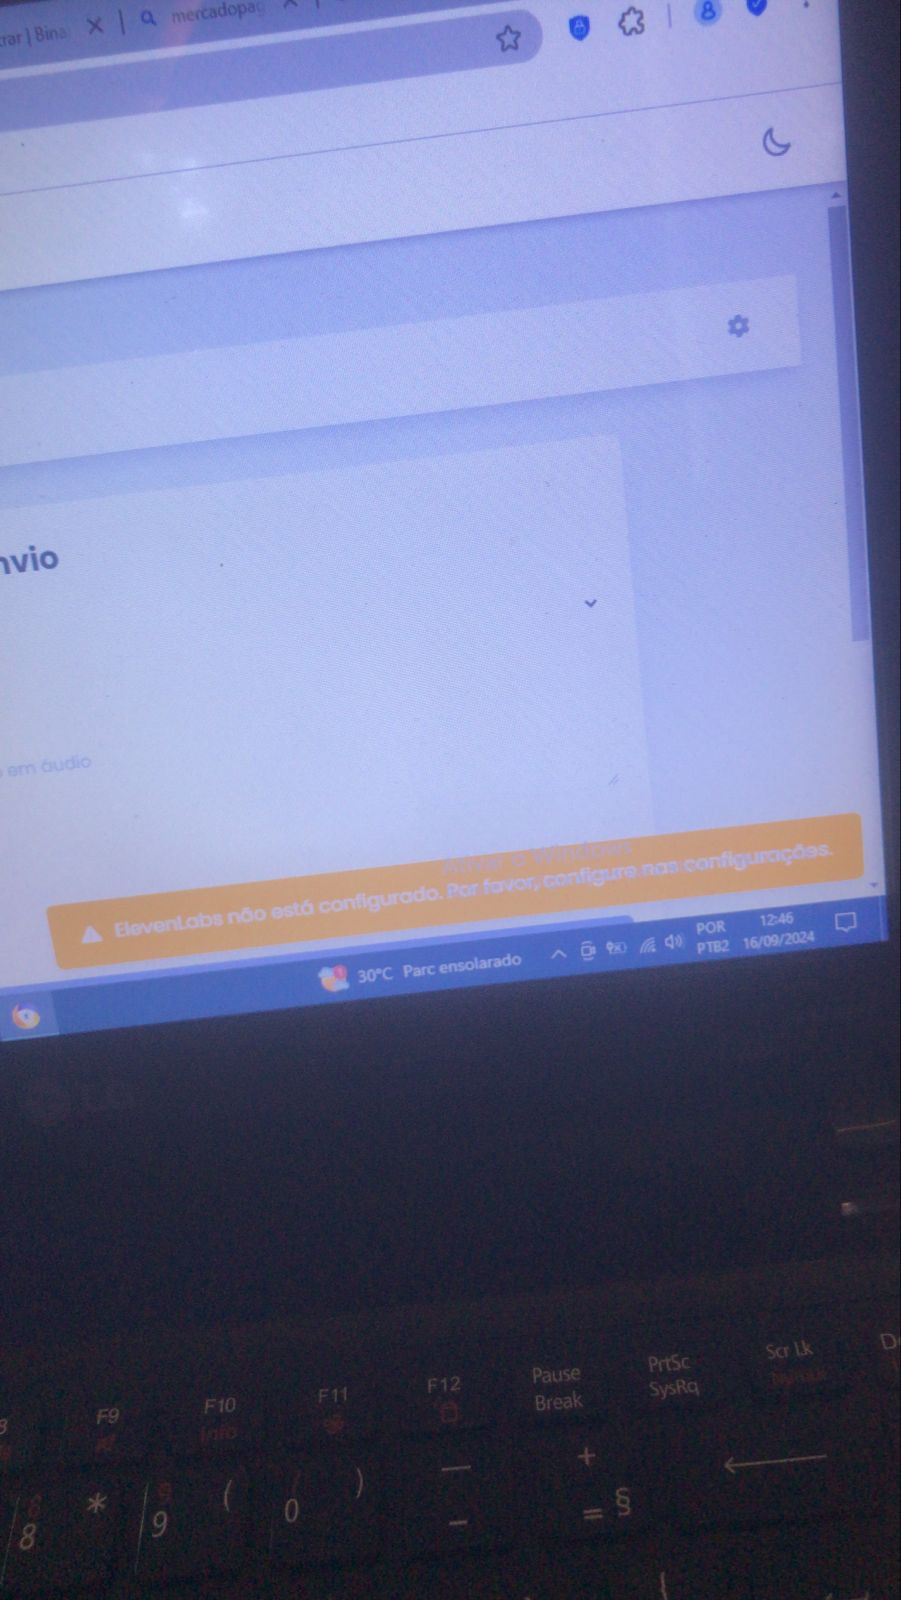 trar | Bina
mercadopag
nvio
em áudio
Ativar o Windows
ElevenLabs não está configurado. Por favor, configure nas configurações.
30°C Parc ensolarado
POR
PTB2
12:46
16/09/2024
F9
F10
F11
F12
Pause
Break
PrtSc
SysRq
Scr Lk
Info
8 * 9 ( 0 ) — - + = §